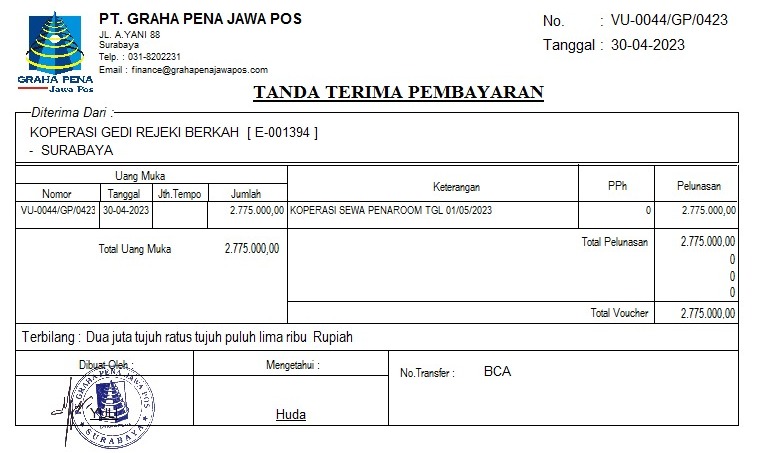 PT. GRAHA PENA JAWA POS
JL. A.YANI 88
Surabaya
Telp. : 031-8202231
Email : finance@grahapenajawapos.com
GRAHA PENA
Jawa Pos
No. : VU-0044/GP/0423
Tanggal : 30-04-2023
TANDA TERIMA PEMBAYARAN
Diterima Dari :
KOPERASI GEDI REJEKI BERKAH [ E-001394 ]
- SURABAYA
Uang Muka Keterangan PPh Pelunasan
Nomor Tanggal Jth.Tempo Jumlah
VU-0044/GP/0423 30-04-2023 2.775.000,00 KOPERASI SEWA PENAROOM TGL 01/05/2023 0 2.775.000,00
Total Uang Muka 2.775.000,00 Total Pelunasan 2.775.000,00
0
0
0
Total Voucher 2.775.000,00
Terbilang : Dua juta tujuh ratus tujuh puluh lima ribu Rupiah
Dibuat Oleh : Mengetahui : No.Transfer : BCA
GRAHA PENA JAWA POS
SURABAYA
YULI Huda